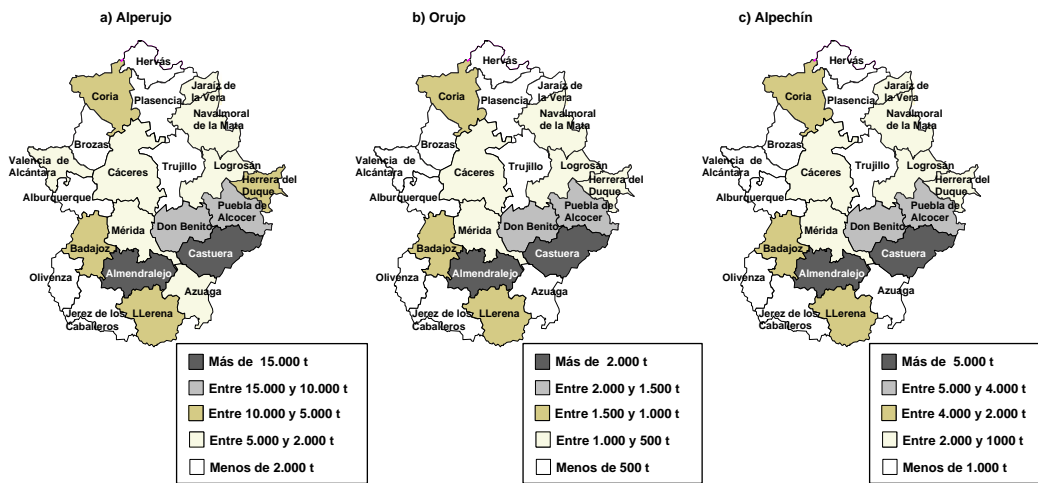 a) Alperujo
Hervás
Jaraíz de
la Vera
Coria
Plasencia
Navalmoral
de la Mata
Brozas
Valencia de
Alcántara
Cáceres
Trujillo
Logrosán
Herrera del
Duque
Alburquerque
Puebla de
Alcocer
Mérida
Don Benito
Badajoz
Castuera
Olivenza
Almendralejo
Azuaga
Jerez de los
Caballeros
LLerena
Más de 15.000 t
Entre 15.000 y 10.000 t
Entre 10.000 y 5.000 t
Entre 5.000 y 2.000 t
Menos de 2.000 t
b) Orujo
Hervás
Jaraíz de
la Vera
Coria
Plasencia
Navalmoral
de la Mata
Brozas
Valencia de
Alcántara
Cáceres
Trujillo
Logrosán
Herrera del
Duque
Alburquerque
Puebla de
Alcocer
Mérida
Don Benito
Badajoz
Castuera
Olivenza
Almendralejo
Azuaga
Jerez de los
Caballeros
LLerena
Más de 2.000 t
Entre 2.000 y 1.500 t
Entre 1.500 y 1.000 t
Entre 1.000 y 500 t
Menos de 500 t
c) Alpechín
Hervás
Jaraíz de
la Vera
Coria
Plasencia
Navalmoral
de la Mata
Brozas
Valencia de
Alcántara
Cáceres
Trujillo
Logrosán
Herrera del
Duque
Alburquerque
Puebla de
Alcocer
Mérida
Don Benito
Badajoz
Castuera
Olivenza
Almendralejo
Azuaga
Jerez de los
Caballeros
LLerena
Más de 5.000 t
Entre 5.000 y 4.000 t
Entre 4.000 y 2.000 t
Entre 2.000 y 1000 t
Menos de 1.000 t